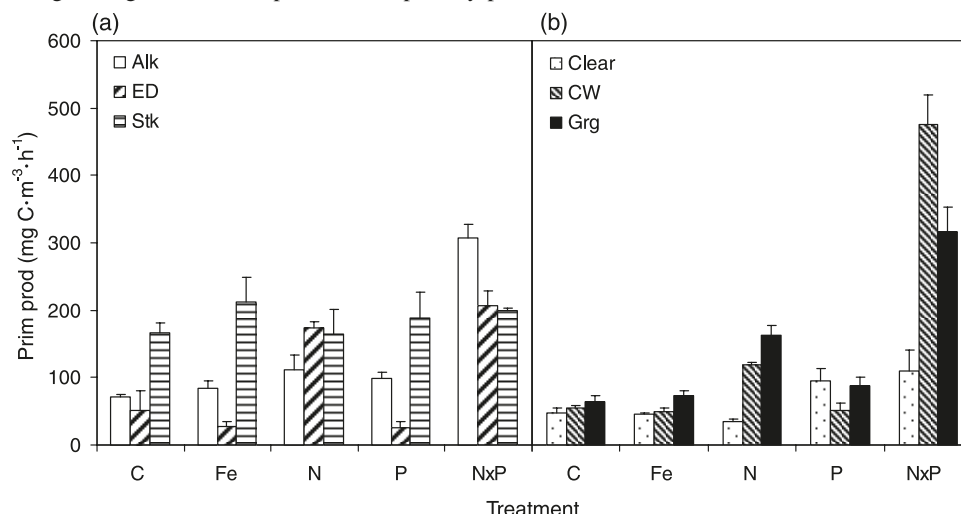 (a) (b)
600
500
400
300
200
100
0
Prim prod (mg C·m⁻³·h⁻¹)
Alk
ED
Stk
Clear
CW
Grg
C Fe N P NxP C Fe N P NxP
Treatment